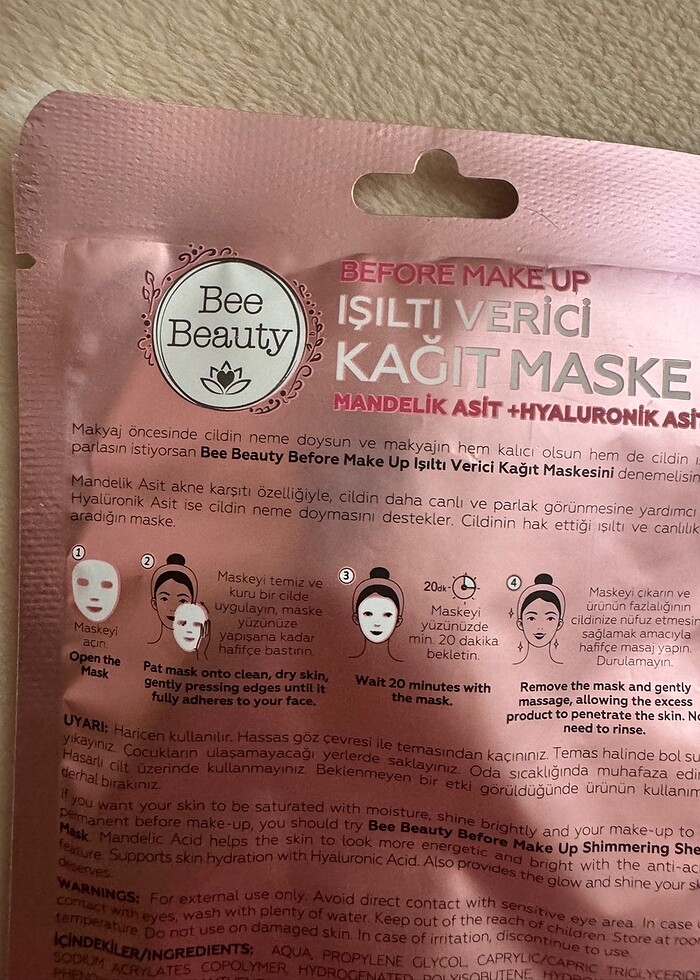 Bee
Beauty
BEFORE MAKE UP
IŞILTI VERİCİ
KAĞIT MASKE
MANDELİK ASİT +HYALURONİK ASİT
Makyaj öncesinde cildin neme doysun ve makyajın hem kalıcı olsun hem de cildin
parlasın istiyorsan Bee Beauty Before Make Up Işıltı Verici Kağıt Maskesini denemelisin
Mandelik Asit akne karşıtı özelliğiyle, cildin daha canlı ve parlak görünmesine yardımcı
Hyalüronik Asit ise cildin neme doymasını destekler. Cildinin hak ettiği ışıltı ve canlılık
aradığın maske.
1
Maskeyi
açın.
Open the
Mask
2
Maskeyi temiz ve
kuru bir cilde
uygulayın, maske
yüzünüze
yapışana kadar
hafifçe bastırın.
Pat mask onto clean, dry skin,
gently pressing edges until it
fully adheres to your face.
3
20dk
Maskeyi
yüzünüzde
min. 20 dakika
bekletin.
Wait 20 minutes with
the mask.
4
Maskeyi çıkarın ve
ürünün fazlalığının
cildinize nüfuz etmesin
sağlamak amacıyla
hafifçe masaj yapın.
Durulamayın.
Remove the mask and gently
massage, allowing the excess
product to penetrate the skin. No
need to rinse.
UYARI: Haricen kullanılır. Hassas göz çevresi ile temasından kaçınınız. Temas halinde bol su
yıkayınız. Çocukların ulaşamayacağı yerlerde saklayınız. Oda sıcaklığında muhafaza edi
Hasarlı cilt üzerinde kullanmayınız. Beklenmeyen bir etki görüldüğünde ürünün kullanım
derhal bırakınız.
If you want your skin to be saturated with moisture, shine brightly and your make-up to
permanent before make-up, you should try Bee Beauty Before Make Up Shimmering She
Mask. Mandelic Acid helps the skin to look more energetic and bright with the anti-ac
feature. Supports skin hydration with Hyaluronic Acid. Also provides the glow and shine your sk
deserves.
WARNINGS: For external use only. Avoid direct contact with sensitive eye area. In case
contact with eyes, wash with plenty of water. Keep out of the reach of children. Store at room
temperature. Do not use on damaged skin. In case of irritation, discontinue to use.
İÇİNDEKİLER/INGREDIENTS: AQUA, PROPYLENE GLYCOL, CAPRYLIC/CAPRIC
SODIUM ACRYLATES COPOLYMER, HYDROGENATED POLYISOBUTENE,